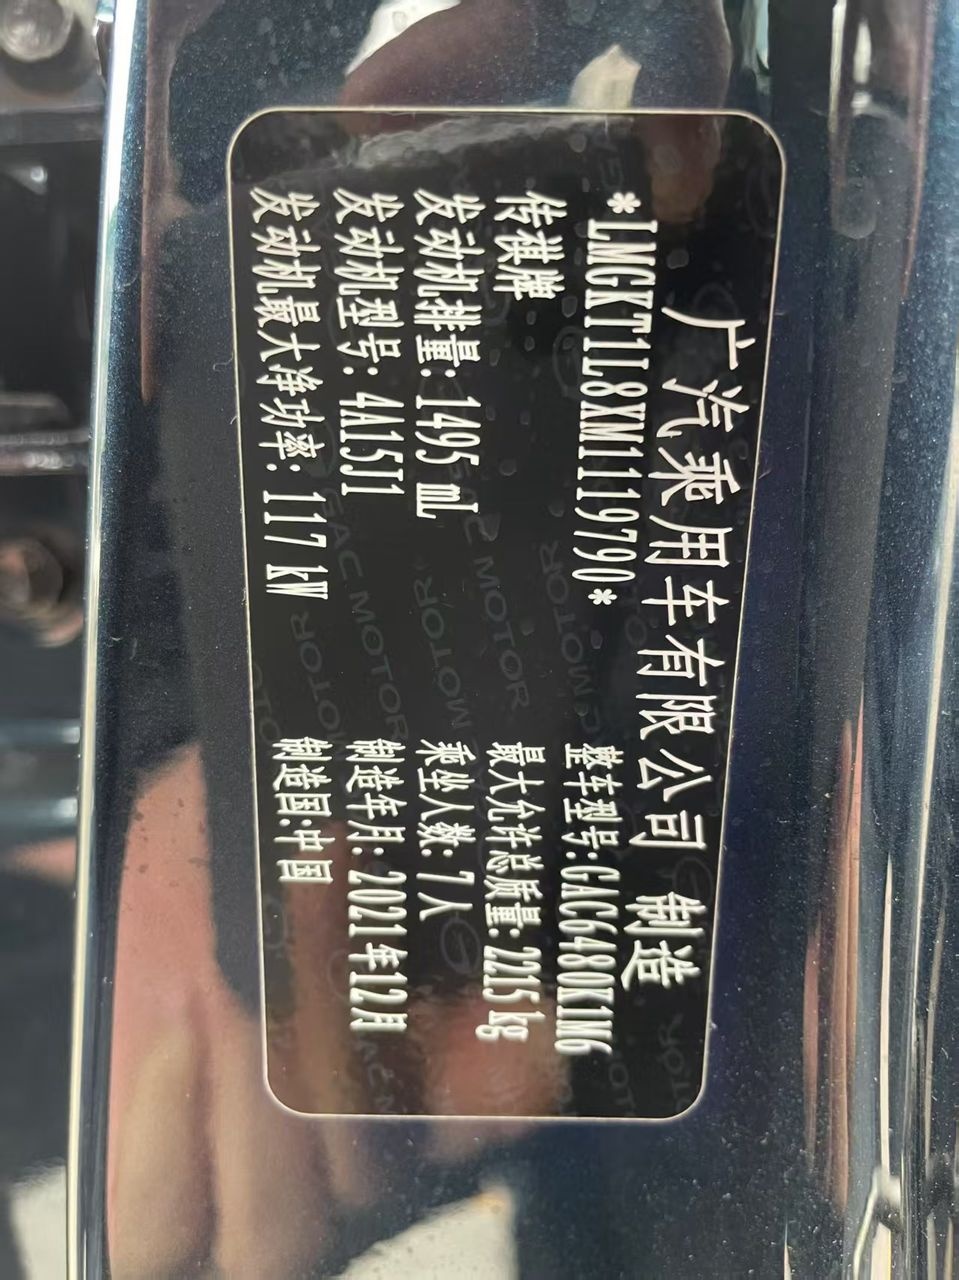 广汽乘用车有限公司 制造
*LMGKT1L8XM1119790*
整车型号:GAC6480K1M6
传祺牌
最大允许总质量: 2215 kg
发动机排量: 1495 mL
乘坐人数: 7人
发动机型号: 4A15J1
制造年月: 2021年12月
发动机最大净功率: 117 kW
制造国:中国
GAC MOTOR